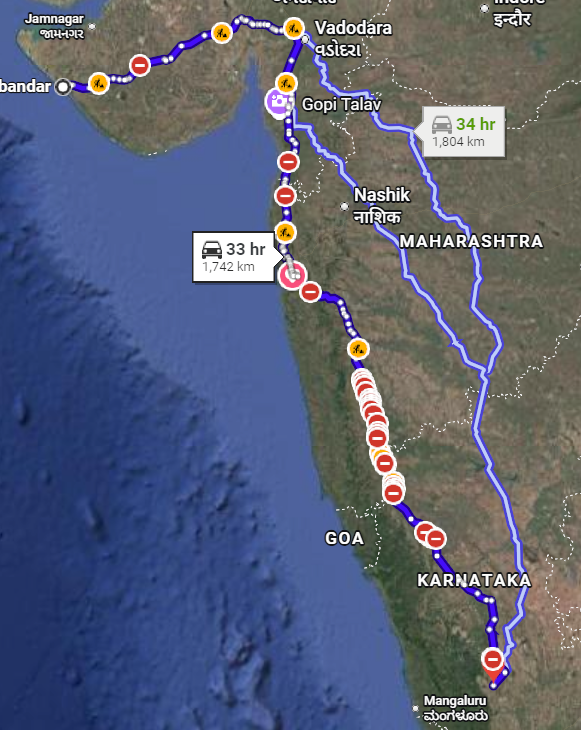 Jamnagar
જામનગર
इन्दौर
Vadodara
વડોદરા
bandar
Gopi Talav
34 hr
1,804 km
Nashik
नाशिक
MAHARASHTRA
33 hr
1,742 km
GOA
KARNATAKA
Mangaluru
ಮಂಗಳೂರು